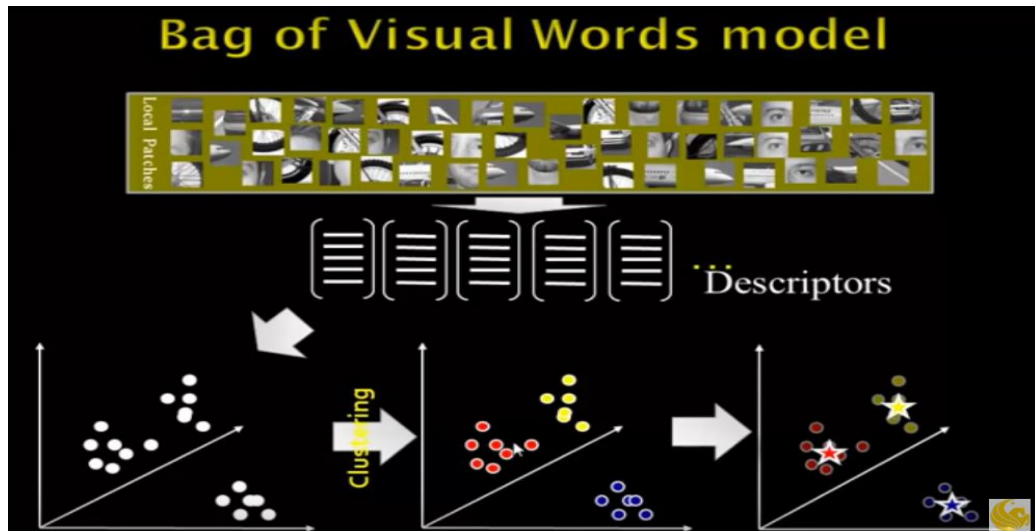 Bag of Visual Words model
Local Patches
... Descriptors
Clustering